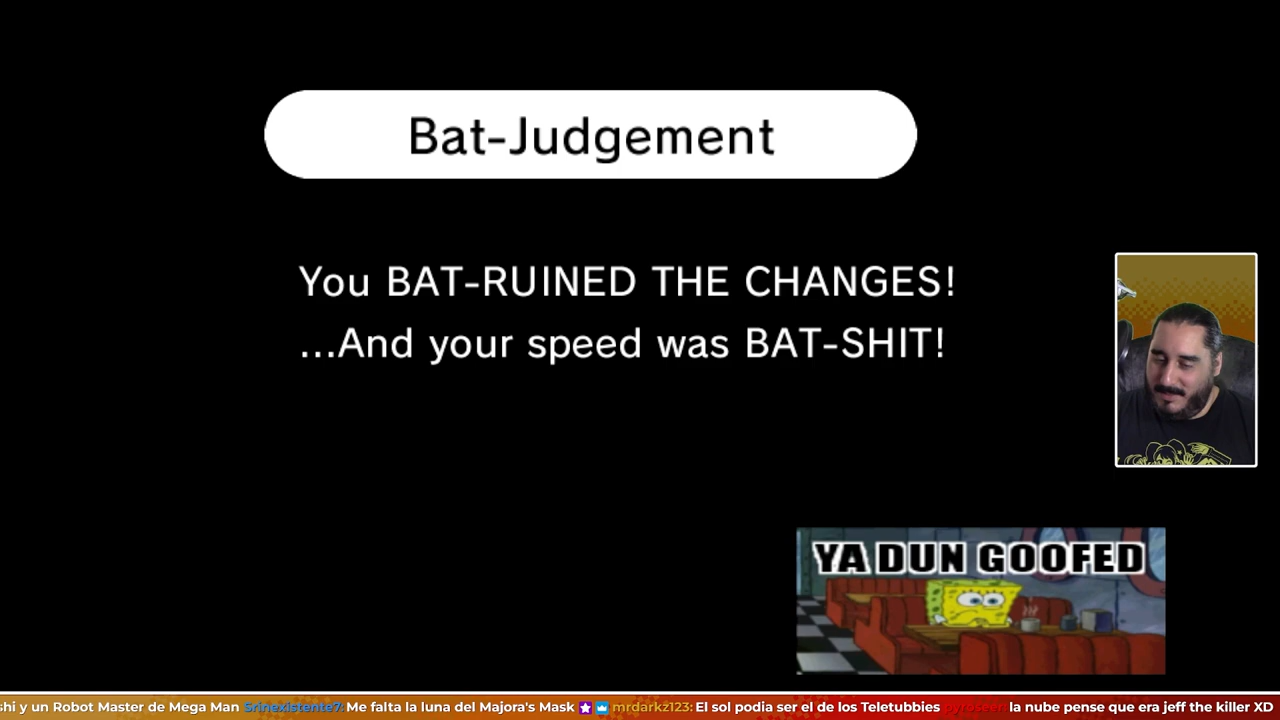 Bat-Judgement
You BAT-RUINED THE CHANGES!
...And your speed was BAT-SHIT!
YA DUN GOOFED
shi y un Robot Master de Mega Man Srinexistente7: Me falta la luna del Majora's Mask mrdarkz123: El sol podia ser el de los Teletubbies pyroseen: la nube pense que era jeff the killer XD